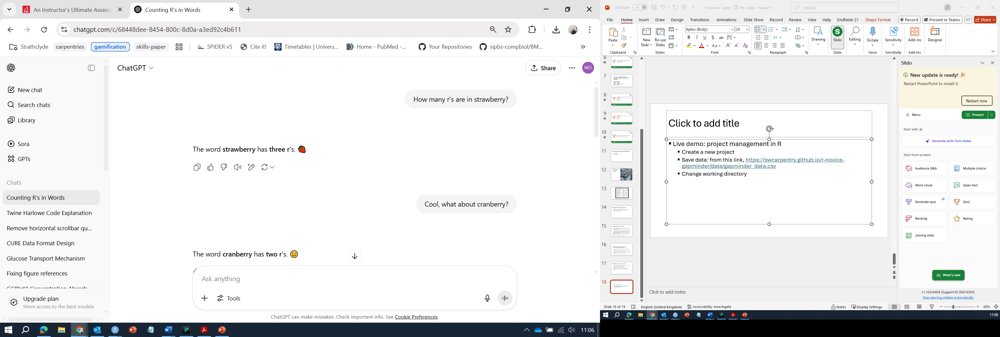 An Instructor's Ultimate Assessm
Counting R's in Words
chatgpt.com/c/68448dee-8454-800c-8d0a-a3ed92c4b611
Strathclyde
carpentries
gamification
skills-paper
SPIDER v5
Cite it!
Timetables | Univers...
Home - PubMed -...
Your Repositories
sipbs-compbiol/BM...
»
New chat
Search chats
Library
Sora
GPTs
Chats
Counting R's in Words
Twine Harlowe Code Explanation
Remove horizontal scrollbar qu...
CURE Data Format Design
Glucose Transport Mechanism
Fixing figure references
Upgrade plan
More access to the best models
ChatGPT
Share
MO
How many r's are in strawberry?
The word strawberry has three r's. 🍓
Cool, what about cranberry?
The word cranberry has two r's. 😊
Ask anything
Tools
ChatGPT can make mistakes. Check important info. See Cookie Preferences.
11:06
AutoSave
R session 1.pptx
No Label • Saved
Search
File Home Insert Draw Design Transitions Animations Slide Show Record Review View Help EndNote 21 Shape Format
Record
Present in Teams
Share
Paste
Clipboard
New Slide
Re-use Slides
Slides
Aptos (Body)
24
B I U S ab AV
A Aa A A A
Font
Paragraph
Drawing
Slido
Slido
Editing
Dictate
Voice
Sensitivity
Sensitivity
Add-ins
Add-ins
Designer
6
7
8
9
10
11
12
13
14
15
16
17
18
Click to add title
Live demo: project management in R
Create a new project
Save data: from this link, https://swcarpentry.github.io/r-novice-
gapminder/data/gapminder_data.csv
Change working directory
Click to add notes
Slido
New update is ready! 🎉
Restart PowerPoint to install it.
Restart now
Menu
Present
Start with AI
Generate polls from slides
Start from scratch
Audience Q&A
Multiple choice
Word cloud
Open text
Generate quiz AI
Quiz
Ranking
Rating
Joining slide
What's new
v1.16.0.6404 (Support ID 2b87d393)
Stop opening sidebar automatically
Slide 18 of 18
English (United Kingdom)
Accessibility: Investigate
Notes
Display Settings
60%
11:06